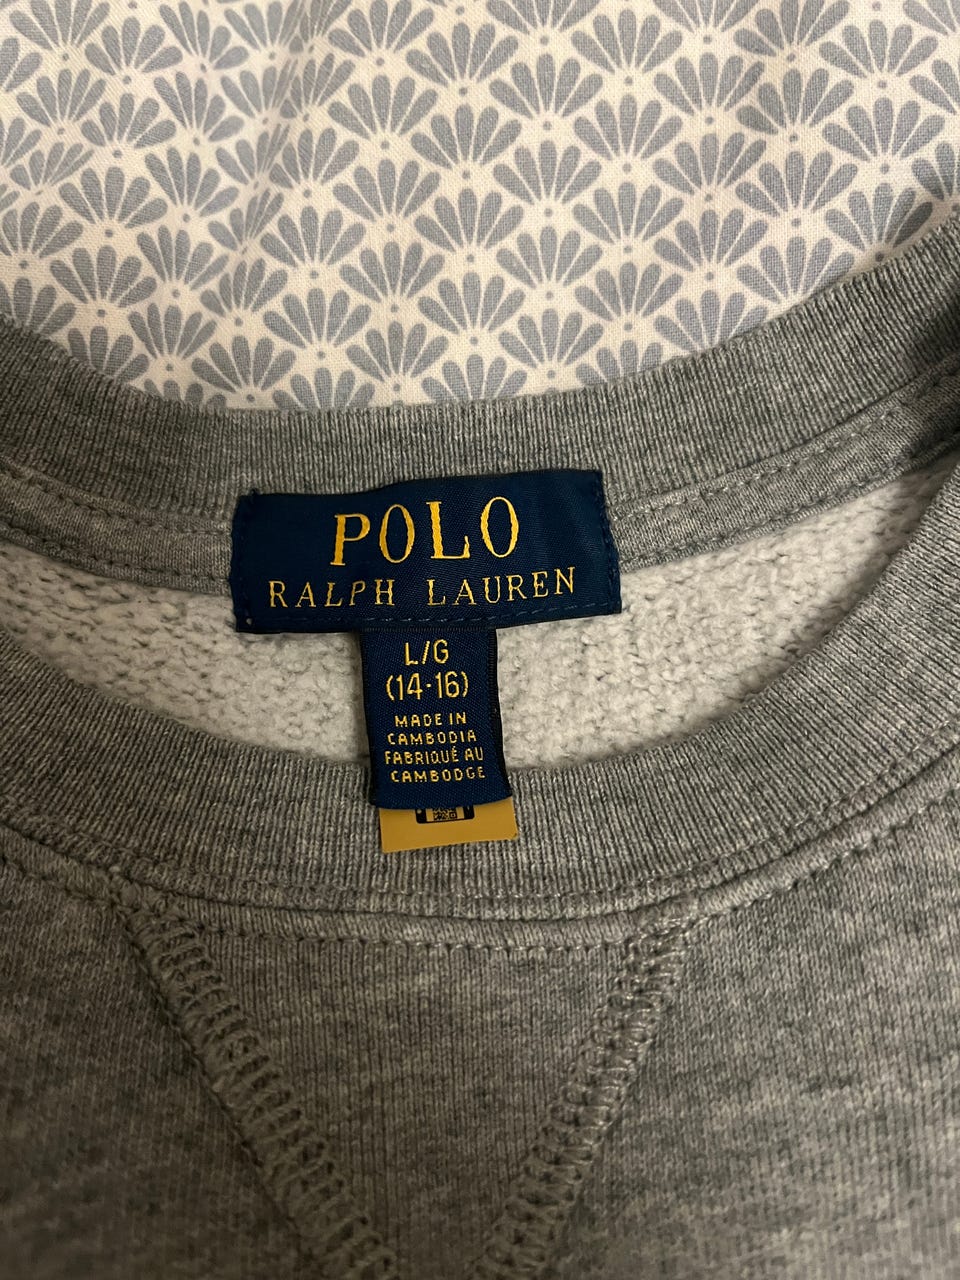 POLO
RALPH LAUREN
L/G
(14-16)
MADE IN
CAMBODIA
FABRIQUÉ AU
CAMBODGE